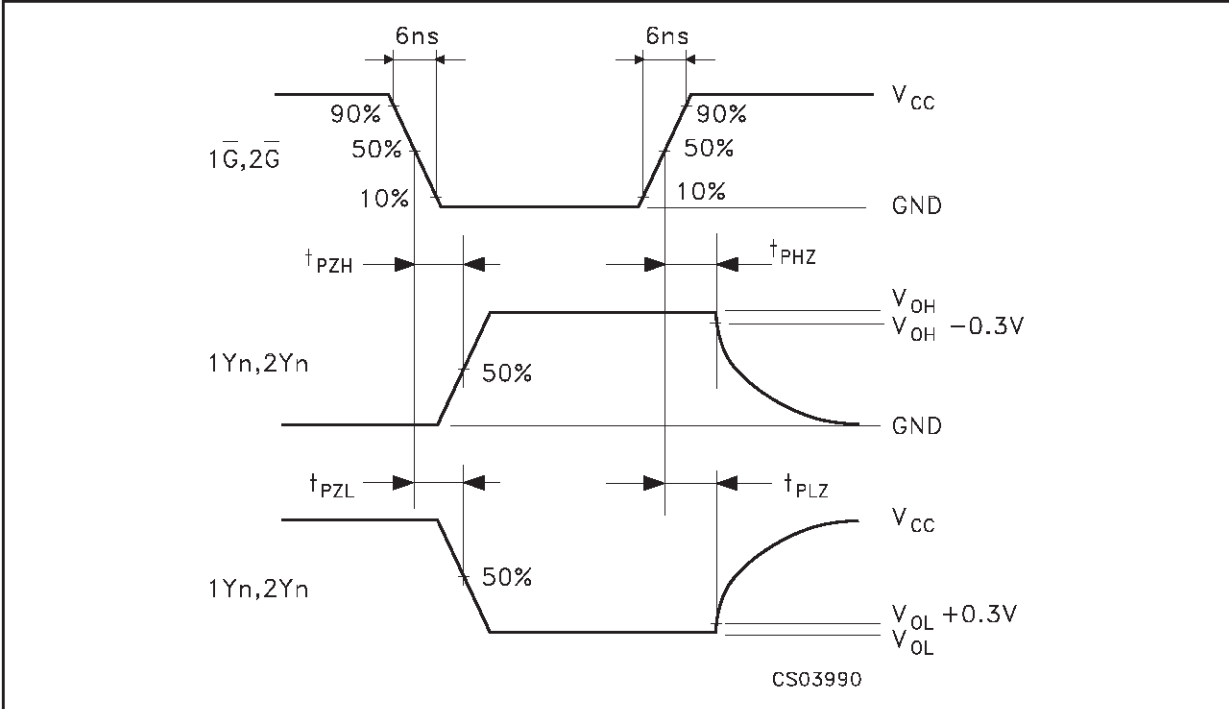 6ns 6ns
90% 90% VCC
1G̅,2G̅ 50% 50%
10% 10%
GND
tPZH tPHZ
VOH
VOH −0.3V
1Yn,2Yn 50%
GND
tPZL tPLZ
VCC
1Yn,2Yn 50%
VOL +0.3V
VOL
CS03990